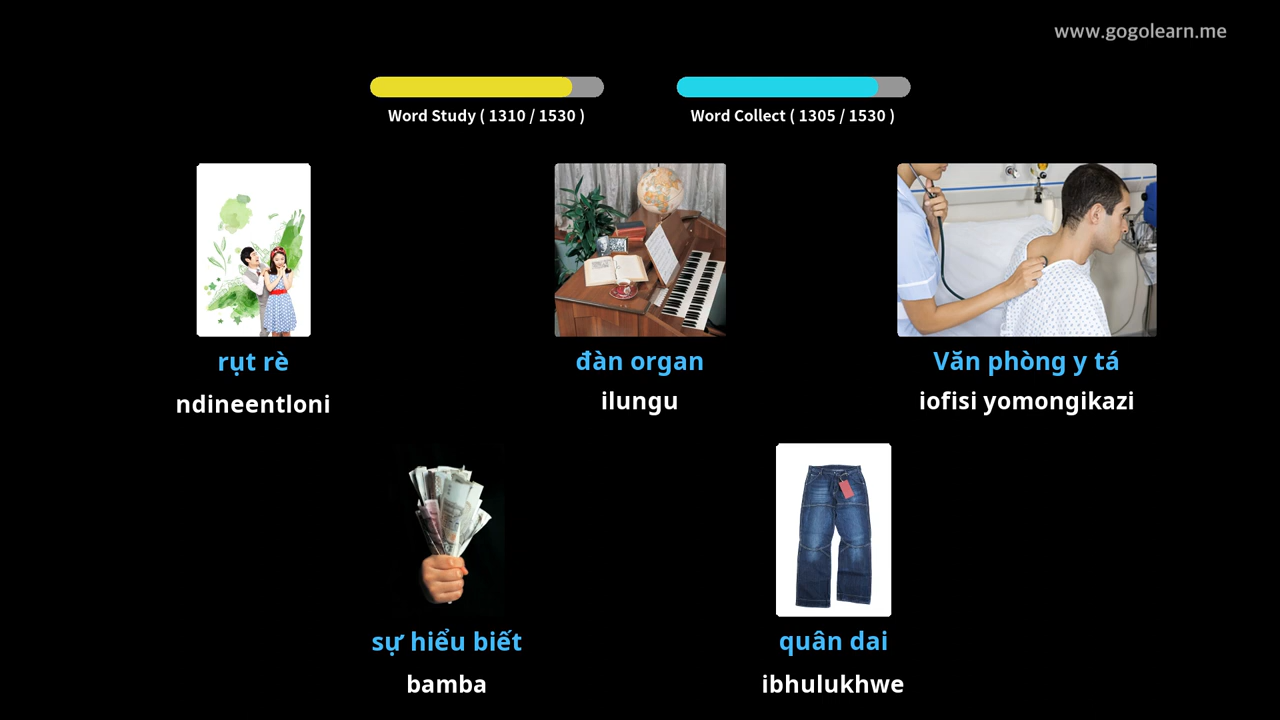 www.gogolearn.me
Word Study ( 1310 / 1530 )
Word Collect ( 1305 / 1530 )
rụt rè
đàn organ
Văn phòng y tá
ndineentloni
ilungu
iofisi yomongikazi
sự hiểu biết
quân dai
bamba
ibhulukhwe